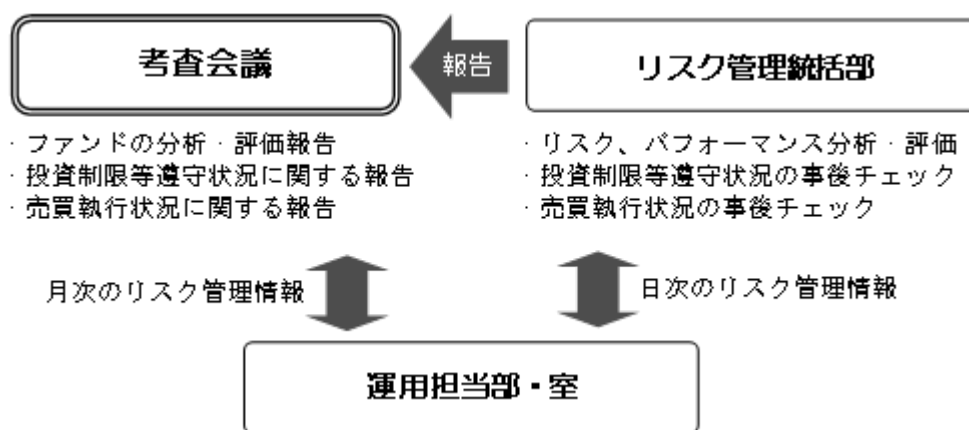 考査会議
報告
リスク管理統括部
・ファンドの分析・評価報告
・投資制限等遵守状況に関する報告
・売買執行状況に関する報告
・リスク、パフォーマンス分析・評価
・投資制限等遵守状況の事後チェック
・売買執行状況の事後チェック
月次のリスク管理情報
日次のリスク管理情報
運用担当部・室